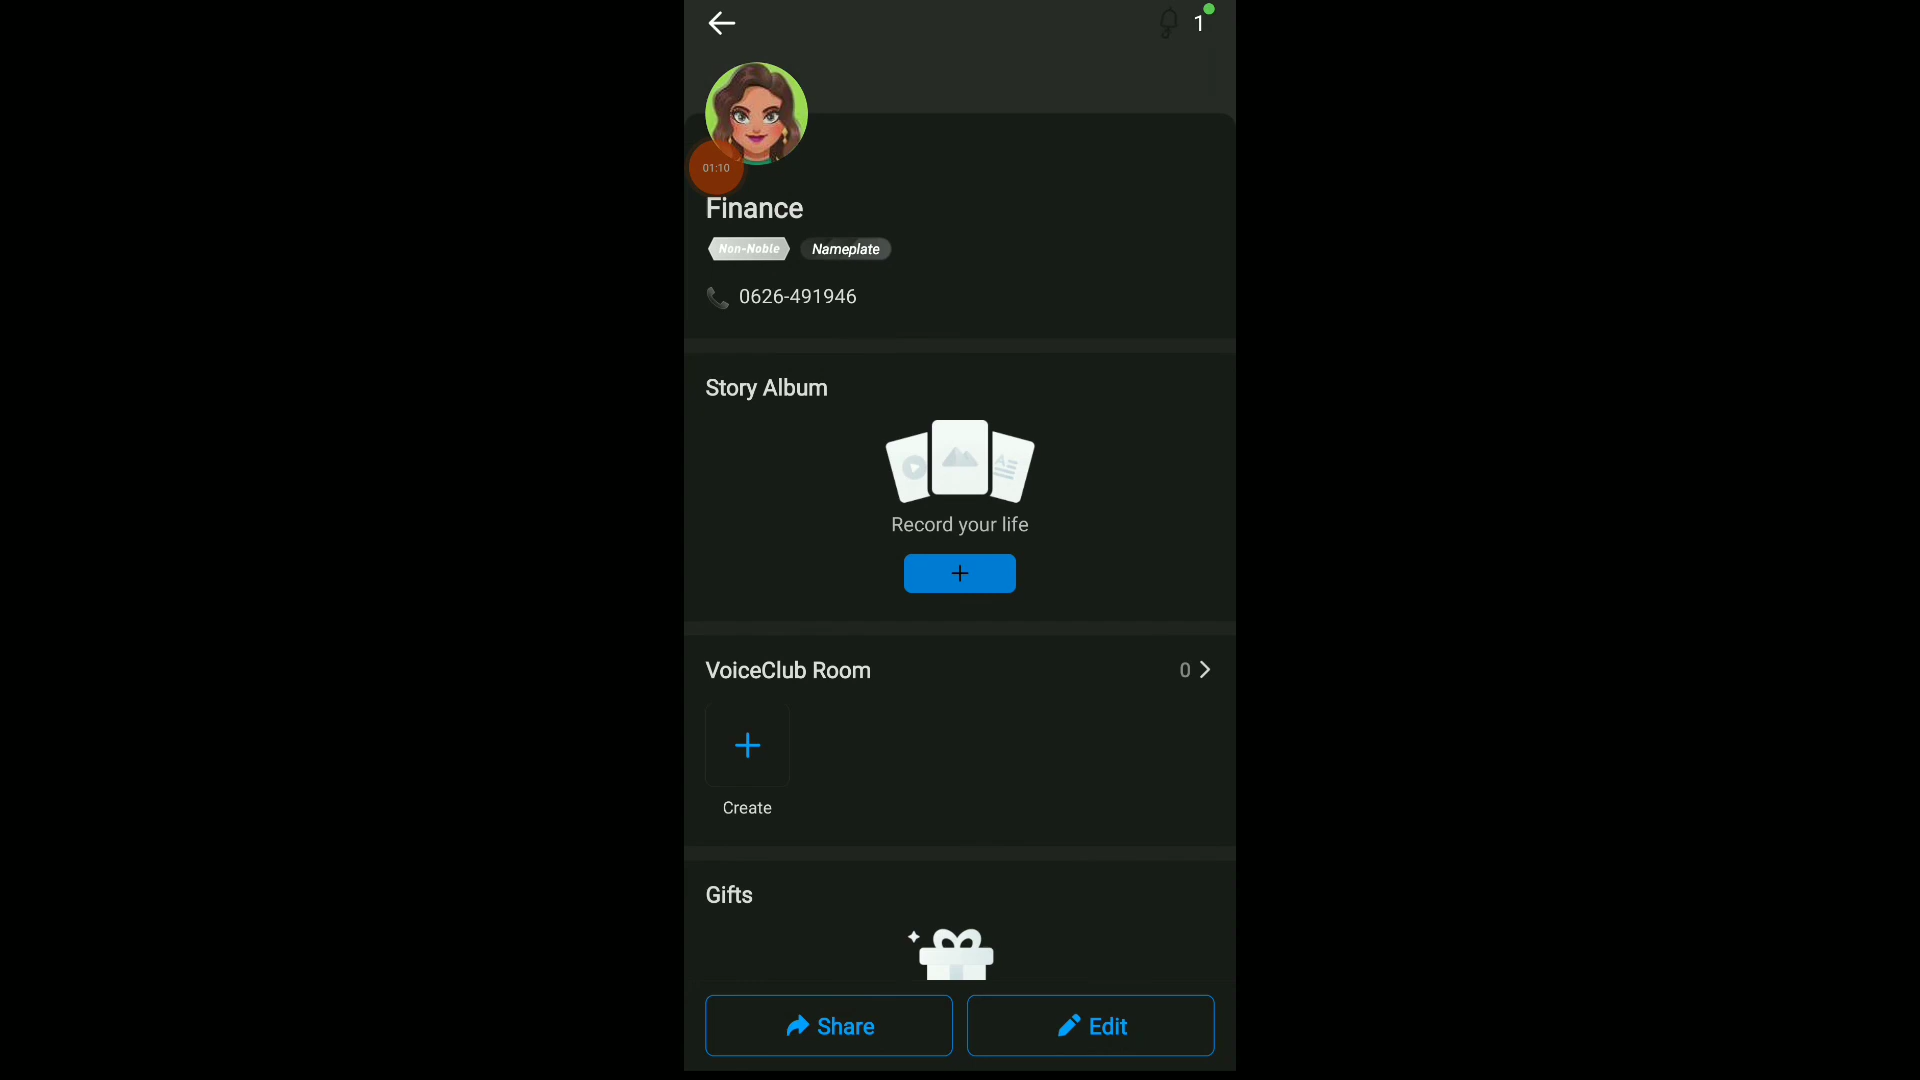 1
01:10
Finance
Non-Noble Nameplate
0626-491946
Story Album
Record your life
VoiceClub Room 0
Create
Gifts
Share Edit